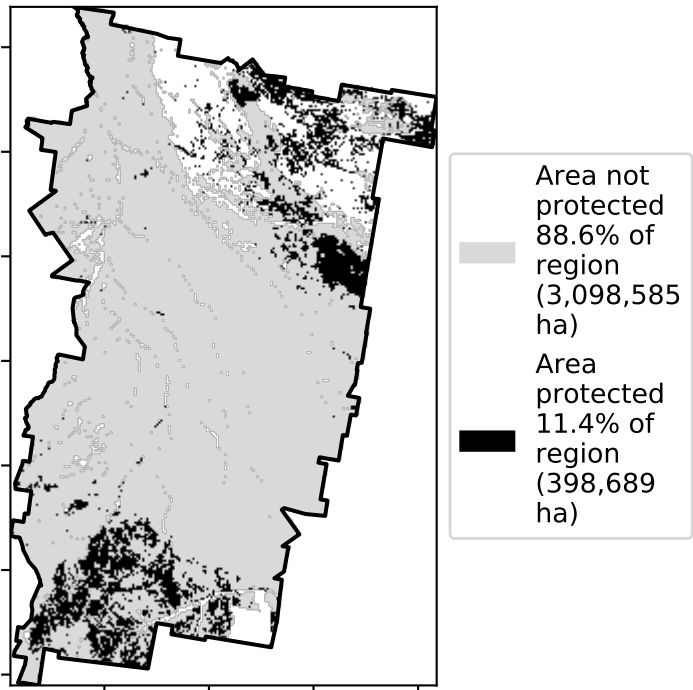 Area not
protected
88.6% of
region
(3,098,585
ha)
Area
protected
11.4% of
region
(398,689
ha)